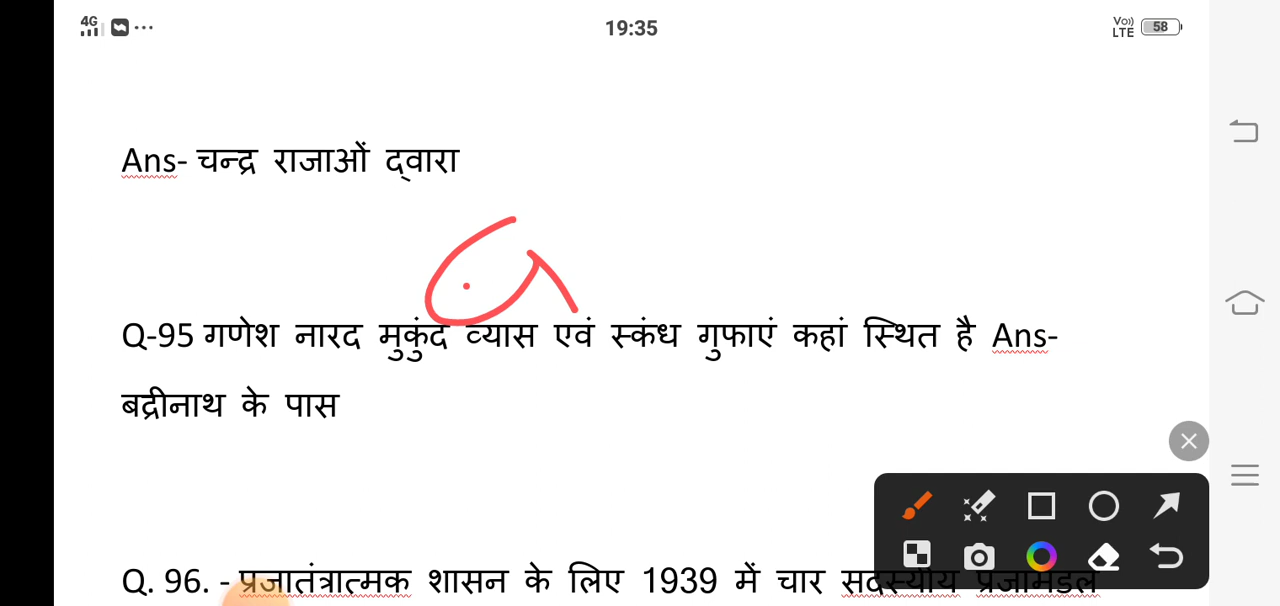 4G 19:35 Vo)) LTE 58
Ans- चन्द्र राजाओं द्वारा
Q-95 गणेश नारद मुकुंद व्यास एवं स्कंध गुफाएं कहां स्थित है Ans-
बद्रीनाथ के पास
Q. 96. - प्रजातंत्रात्मक शासन के लिए 1939 में चार सदस्यीय प्रजामंडल